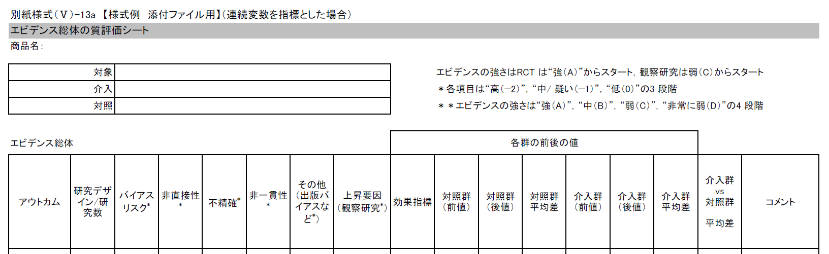 別紙様式(Ⅴ)-13a 【様式例 添付ファイル用】(連続変数を指標とした場合)
エビデンス総体の質評価シート
商品名:
対象
介入
対照
エビデンスの強さはRCT は“強(A)”からスタート, 観察研究は弱(C)からスタート
＊各項目は“高(-2)”, “中/ 疑い(-1)”, “低(0)”の3 段階
＊＊エビデンスの強さは“強(A)”, “中(B)”, “弱(C)”, “非常に弱(D)”の4 段階
エビデンス総体
各群の前後の値
アウトカム
研究デザ
イン/研
究数
バイアス
リスク*
非直接性
*
不精確*
非一貫性
*
その他
(出版バ
イアスな
ど*)
上昇要因
(観察研究*)
効果指標
対照群
(前値)
対照群
(後値)
対照群
平均差
介入群
(前値)
介入群
(後値)
介入群
平均差
介入群
vs
対照群
平均差
コメント